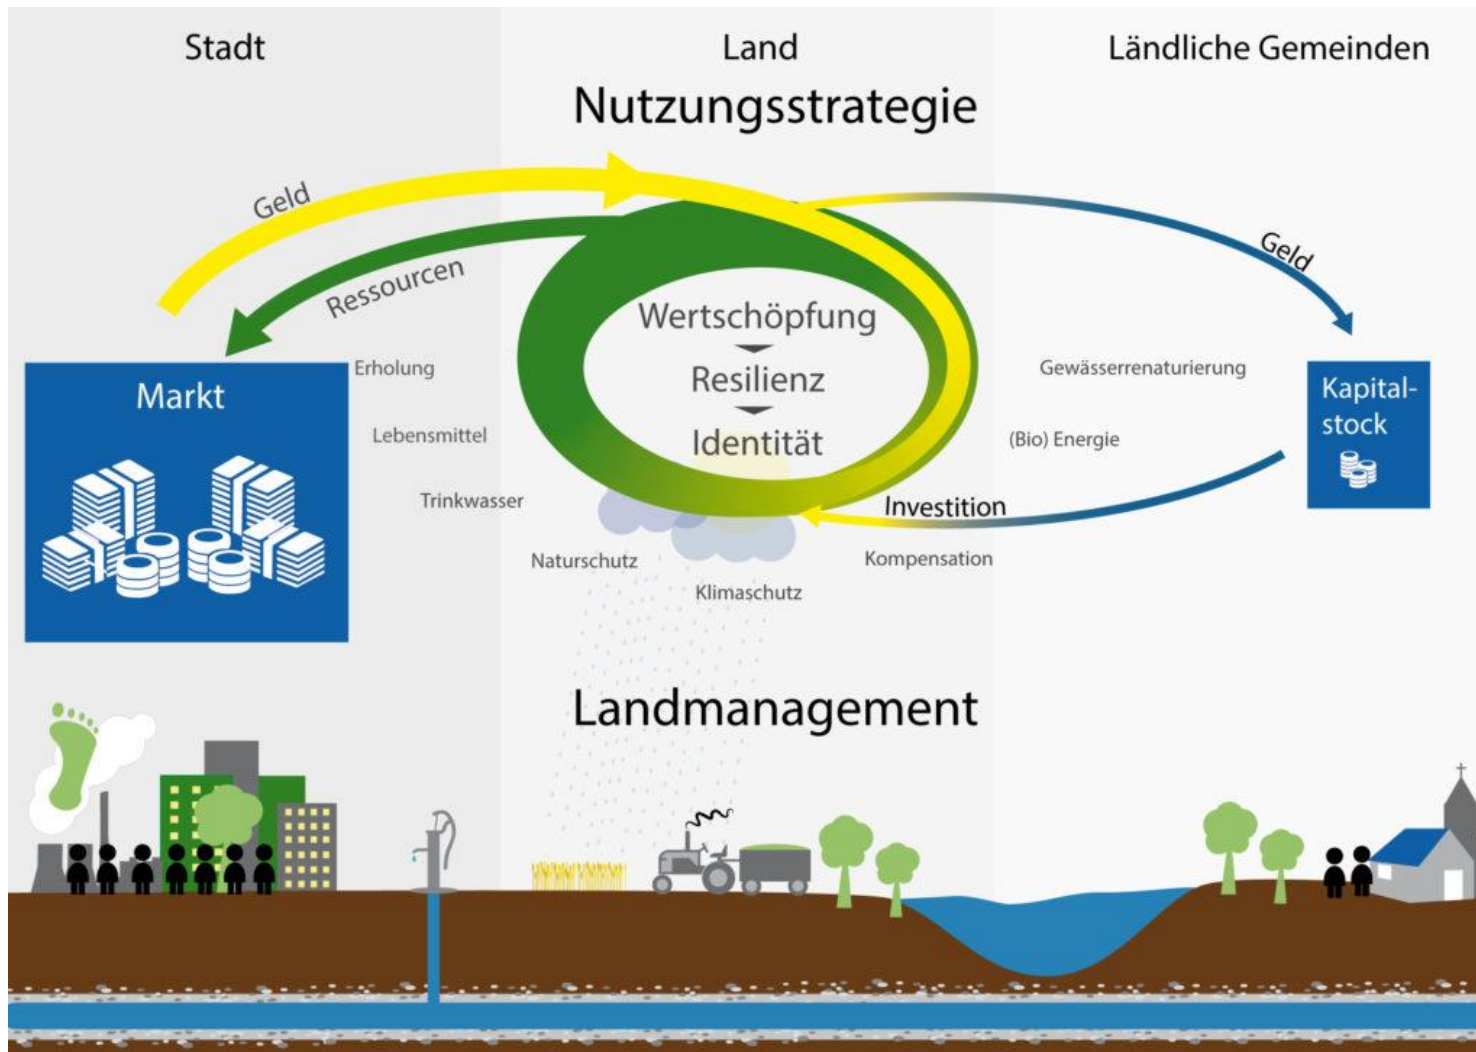 Stadt
Land
Ländliche Gemeinden
Nutzungsstrategie
Geld
Ressourcen
Geld
Wertschöpfung
Resilienz
Identität
Markt
Erholung
Lebensmittel
Trinkwasser
Naturschutz
Klimaschutz
Kompensation
Investition
(Bio) Energie
Gewässerrenaturierung
Kapital-
stock
Landmanagement